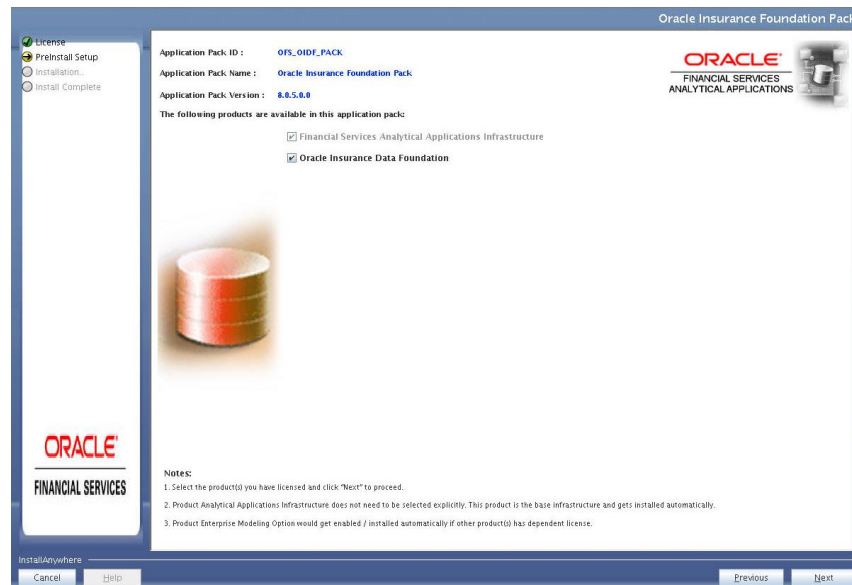 Oracle Insurance Foundation Pack
License
PreInstall Setup
Installation..
Install Complete
Application Pack ID : OFS_OIDF_PACK
Application Pack Name : Oracle Insurance Foundation Pack
Application Pack Version : 8.0.5.0.0
The following products are available in this application pack:
Financial Services Analytical Applications Infrastructure
Oracle Insurance Data Foundation
ORACLE'
FINANCIAL SERVICES
ANALYTICAL APPLICATIONS
ORACLE'
FINANCIAL SERVICES
Notes:
1. Select the product(s) you have licensed and click "Next" to proceed.
2. Product Analytical Applications Infrastructure does not need to be selected explicitly. This product is the base infrastructure and gets installed automatically.
3. Product Enterprise Modeling Option would get enabled / installed automatically if other product(s) has dependent license.
InstallAnywhere
Cancel Help Previous Next